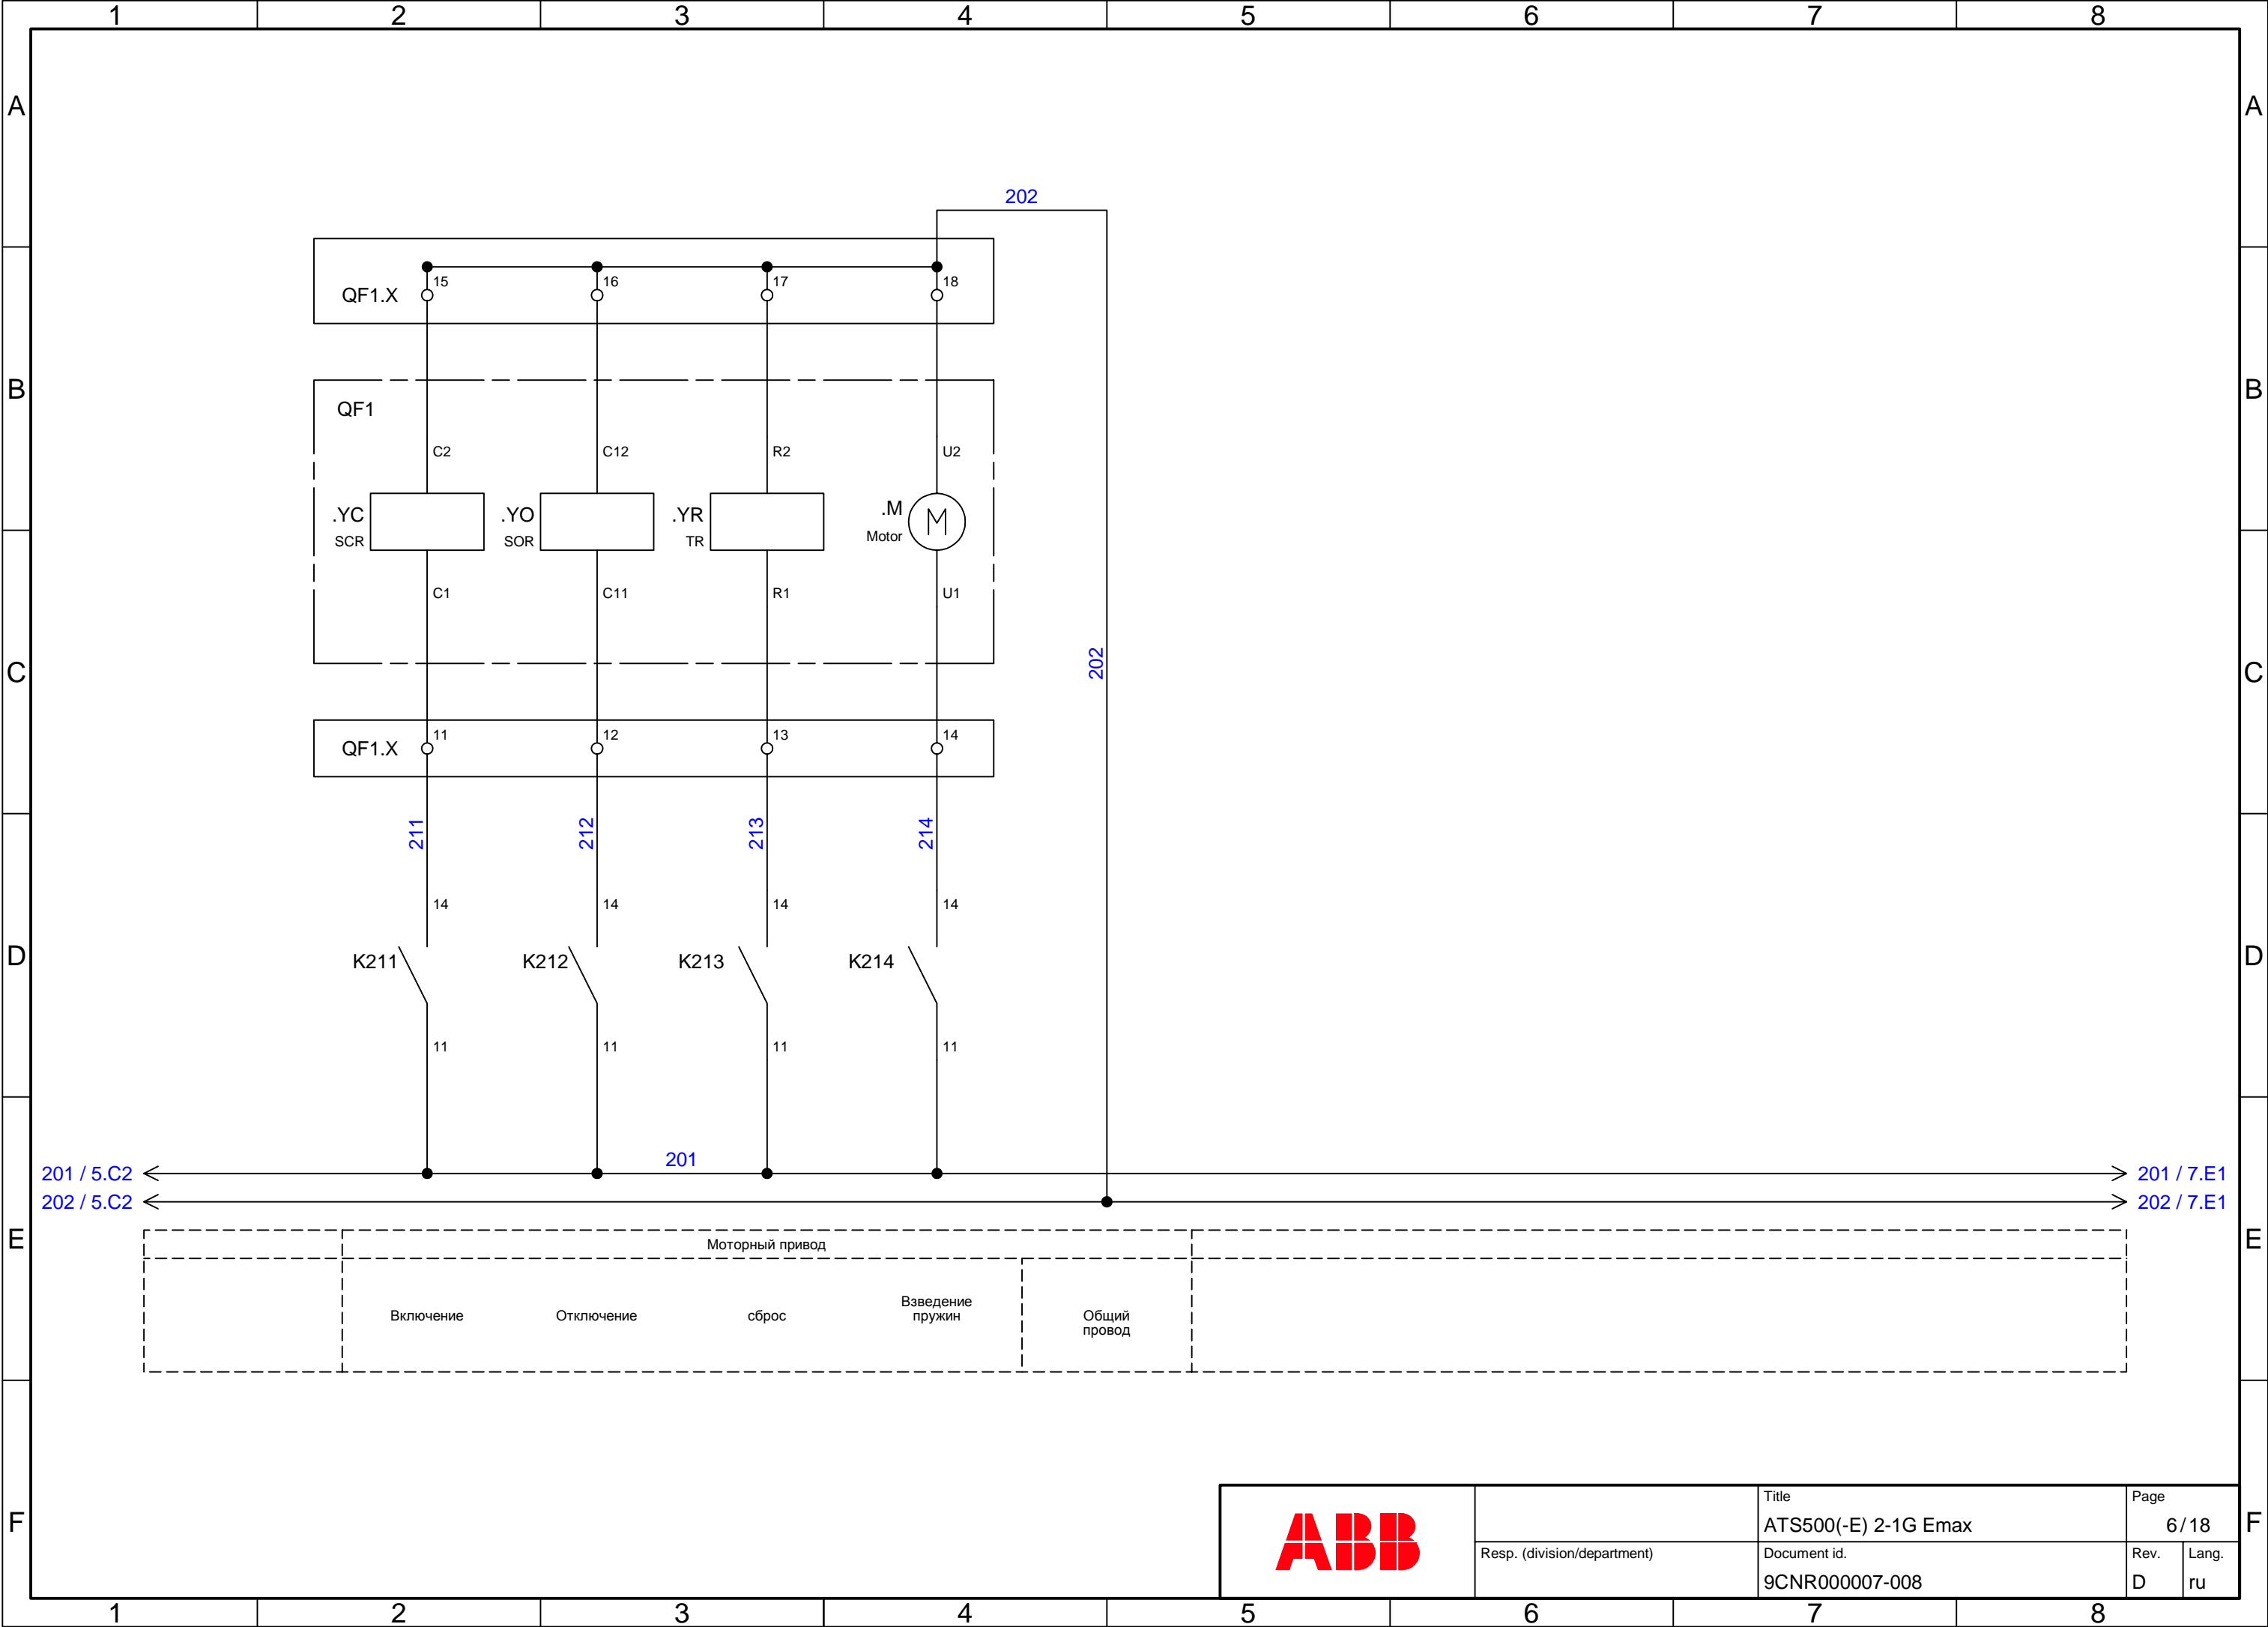 1 2 3 4 5 6 7 8
A A
202
15 16 17 18
QF1.X
B B
QF1
C2 C12 R2 U2
.YC .YO .YR .M M
SCR SOR TR Motor
C1 C11 R1 U1
202
C C
11 12 13 14
QF1.X
211 212 213 214
14 14 14 14
D D
K211 K212 K213 K214
11 11 11 11
201
201 / 5.C2 201 / 7.E1
202 / 5.C2 202 / 7.E1
E E
Моторный привод
Включение Отключение сброс Взведение
пружин
Общий
провод
F F
ABB
Title
ATS500(-E) 2-1G Emax
Page
6/18
Resp. (division/department)
Document id.
9CNR000007-008
Rev.
D
Lang.
ru
1 2 3 4 5 6 7 8